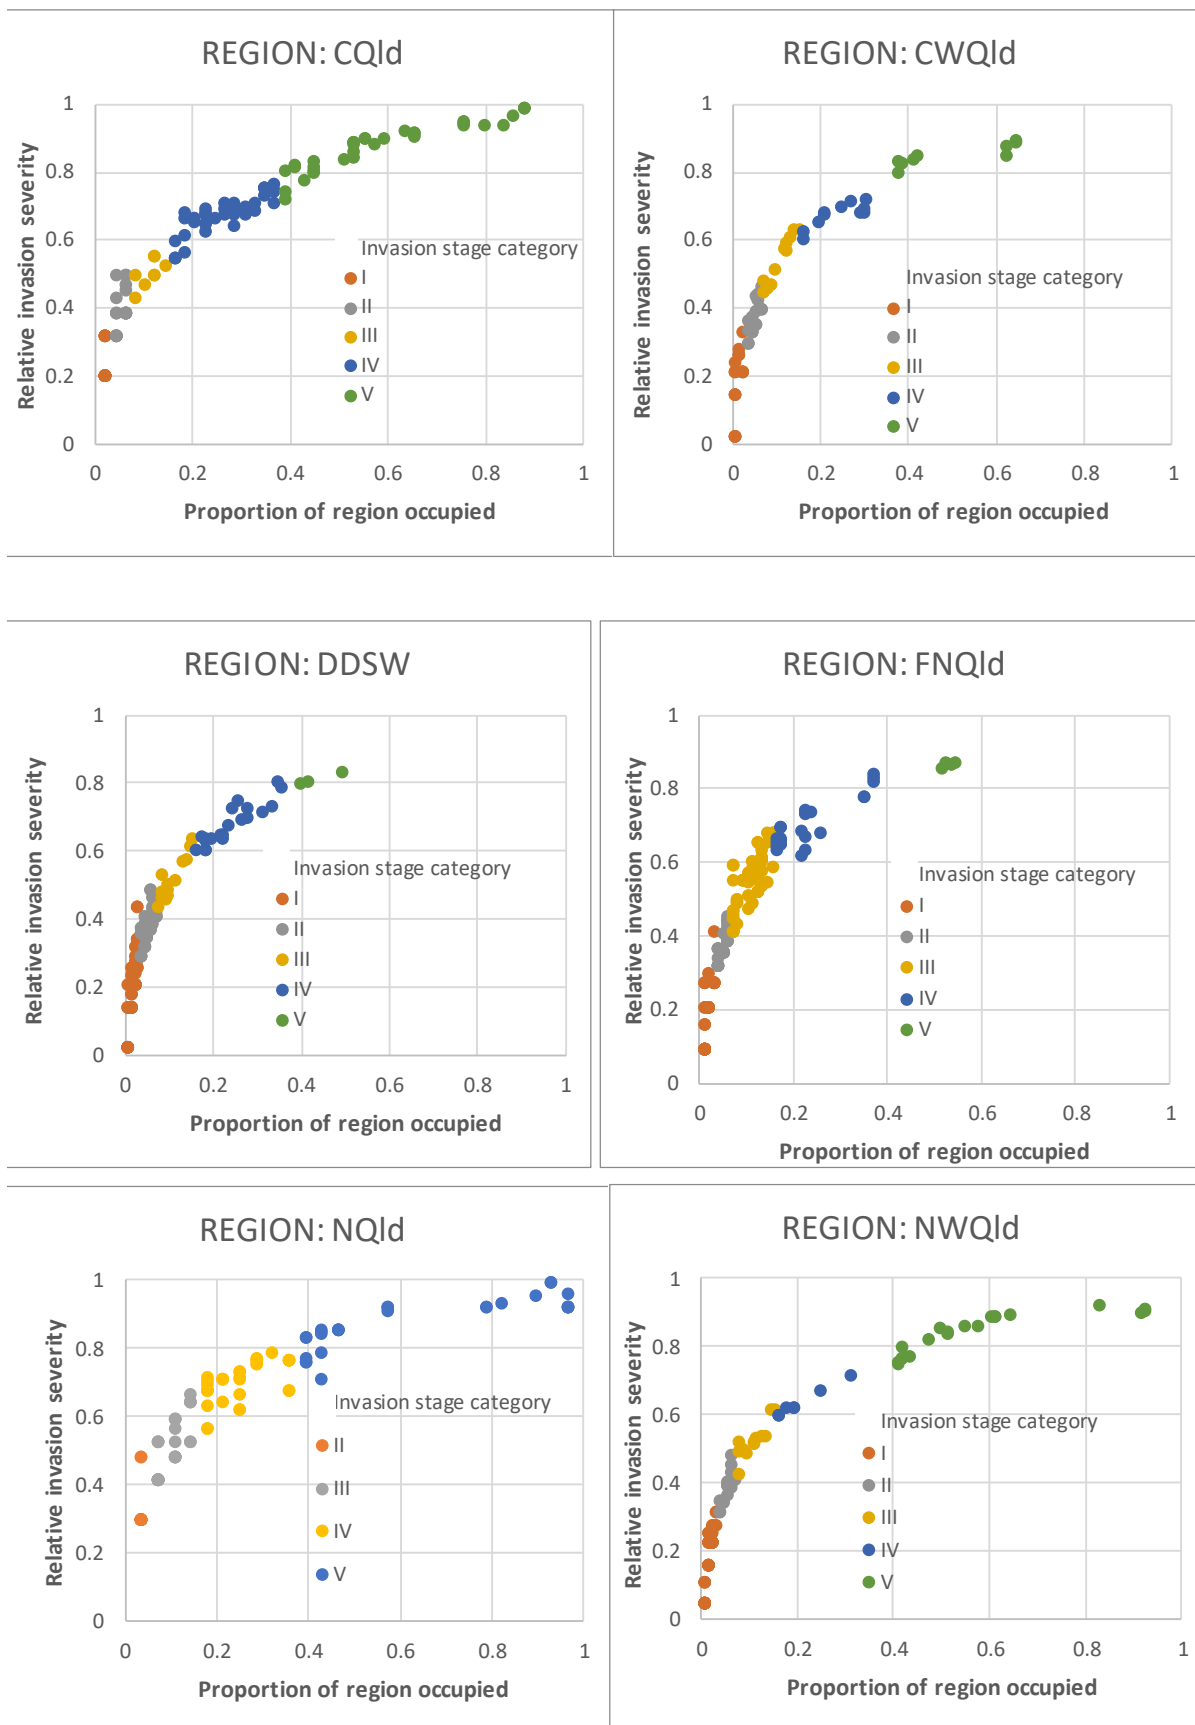 REGION: CQld
Relative invasion severity
1
0.8
0.6
0.4
0.2
0
0 0.2 0.4 0.6 0.8 1
Proportion of region occupied
Invasion stage category
I
II
III
IV
V
REGION: CWQld
Relative invasion severity
1
0.8
0.6
0.4
0.2
0
0 0.2 0.4 0.6 0.8 1
Proportion of region occupied
Invasion stage category
I
II
III
IV
V
REGION: DDSW
Relative invasion severity
1
0.8
0.6
0.4
0.2
0
0 0.2 0.4 0.6 0.8 1
Proportion of region occupied
Invasion stage category
I
II
III
IV
V
REGION: FNQld
Relative invasion severity
1
0.8
0.6
0.4
0.2
0
0 0.2 0.4 0.6 0.8 1
Proportion of region occupied
Invasion stage category
I
II
III
IV
V
REGION: NQld
Relative invasion severity
1
0.8
0.6
0.4
0.2
0
0 0.2 0.4 0.6 0.8 1
Proportion of region occupied
Invasion stage category
II
III
IV
V
REGION: NWQld
Relative invasion severity
1
0.8
0.6
0.4
0.2
0
0 0.2 0.4 0.6 0.8 1
Proportion of region occupied
Invasion stage category
I
II
III
IV
V